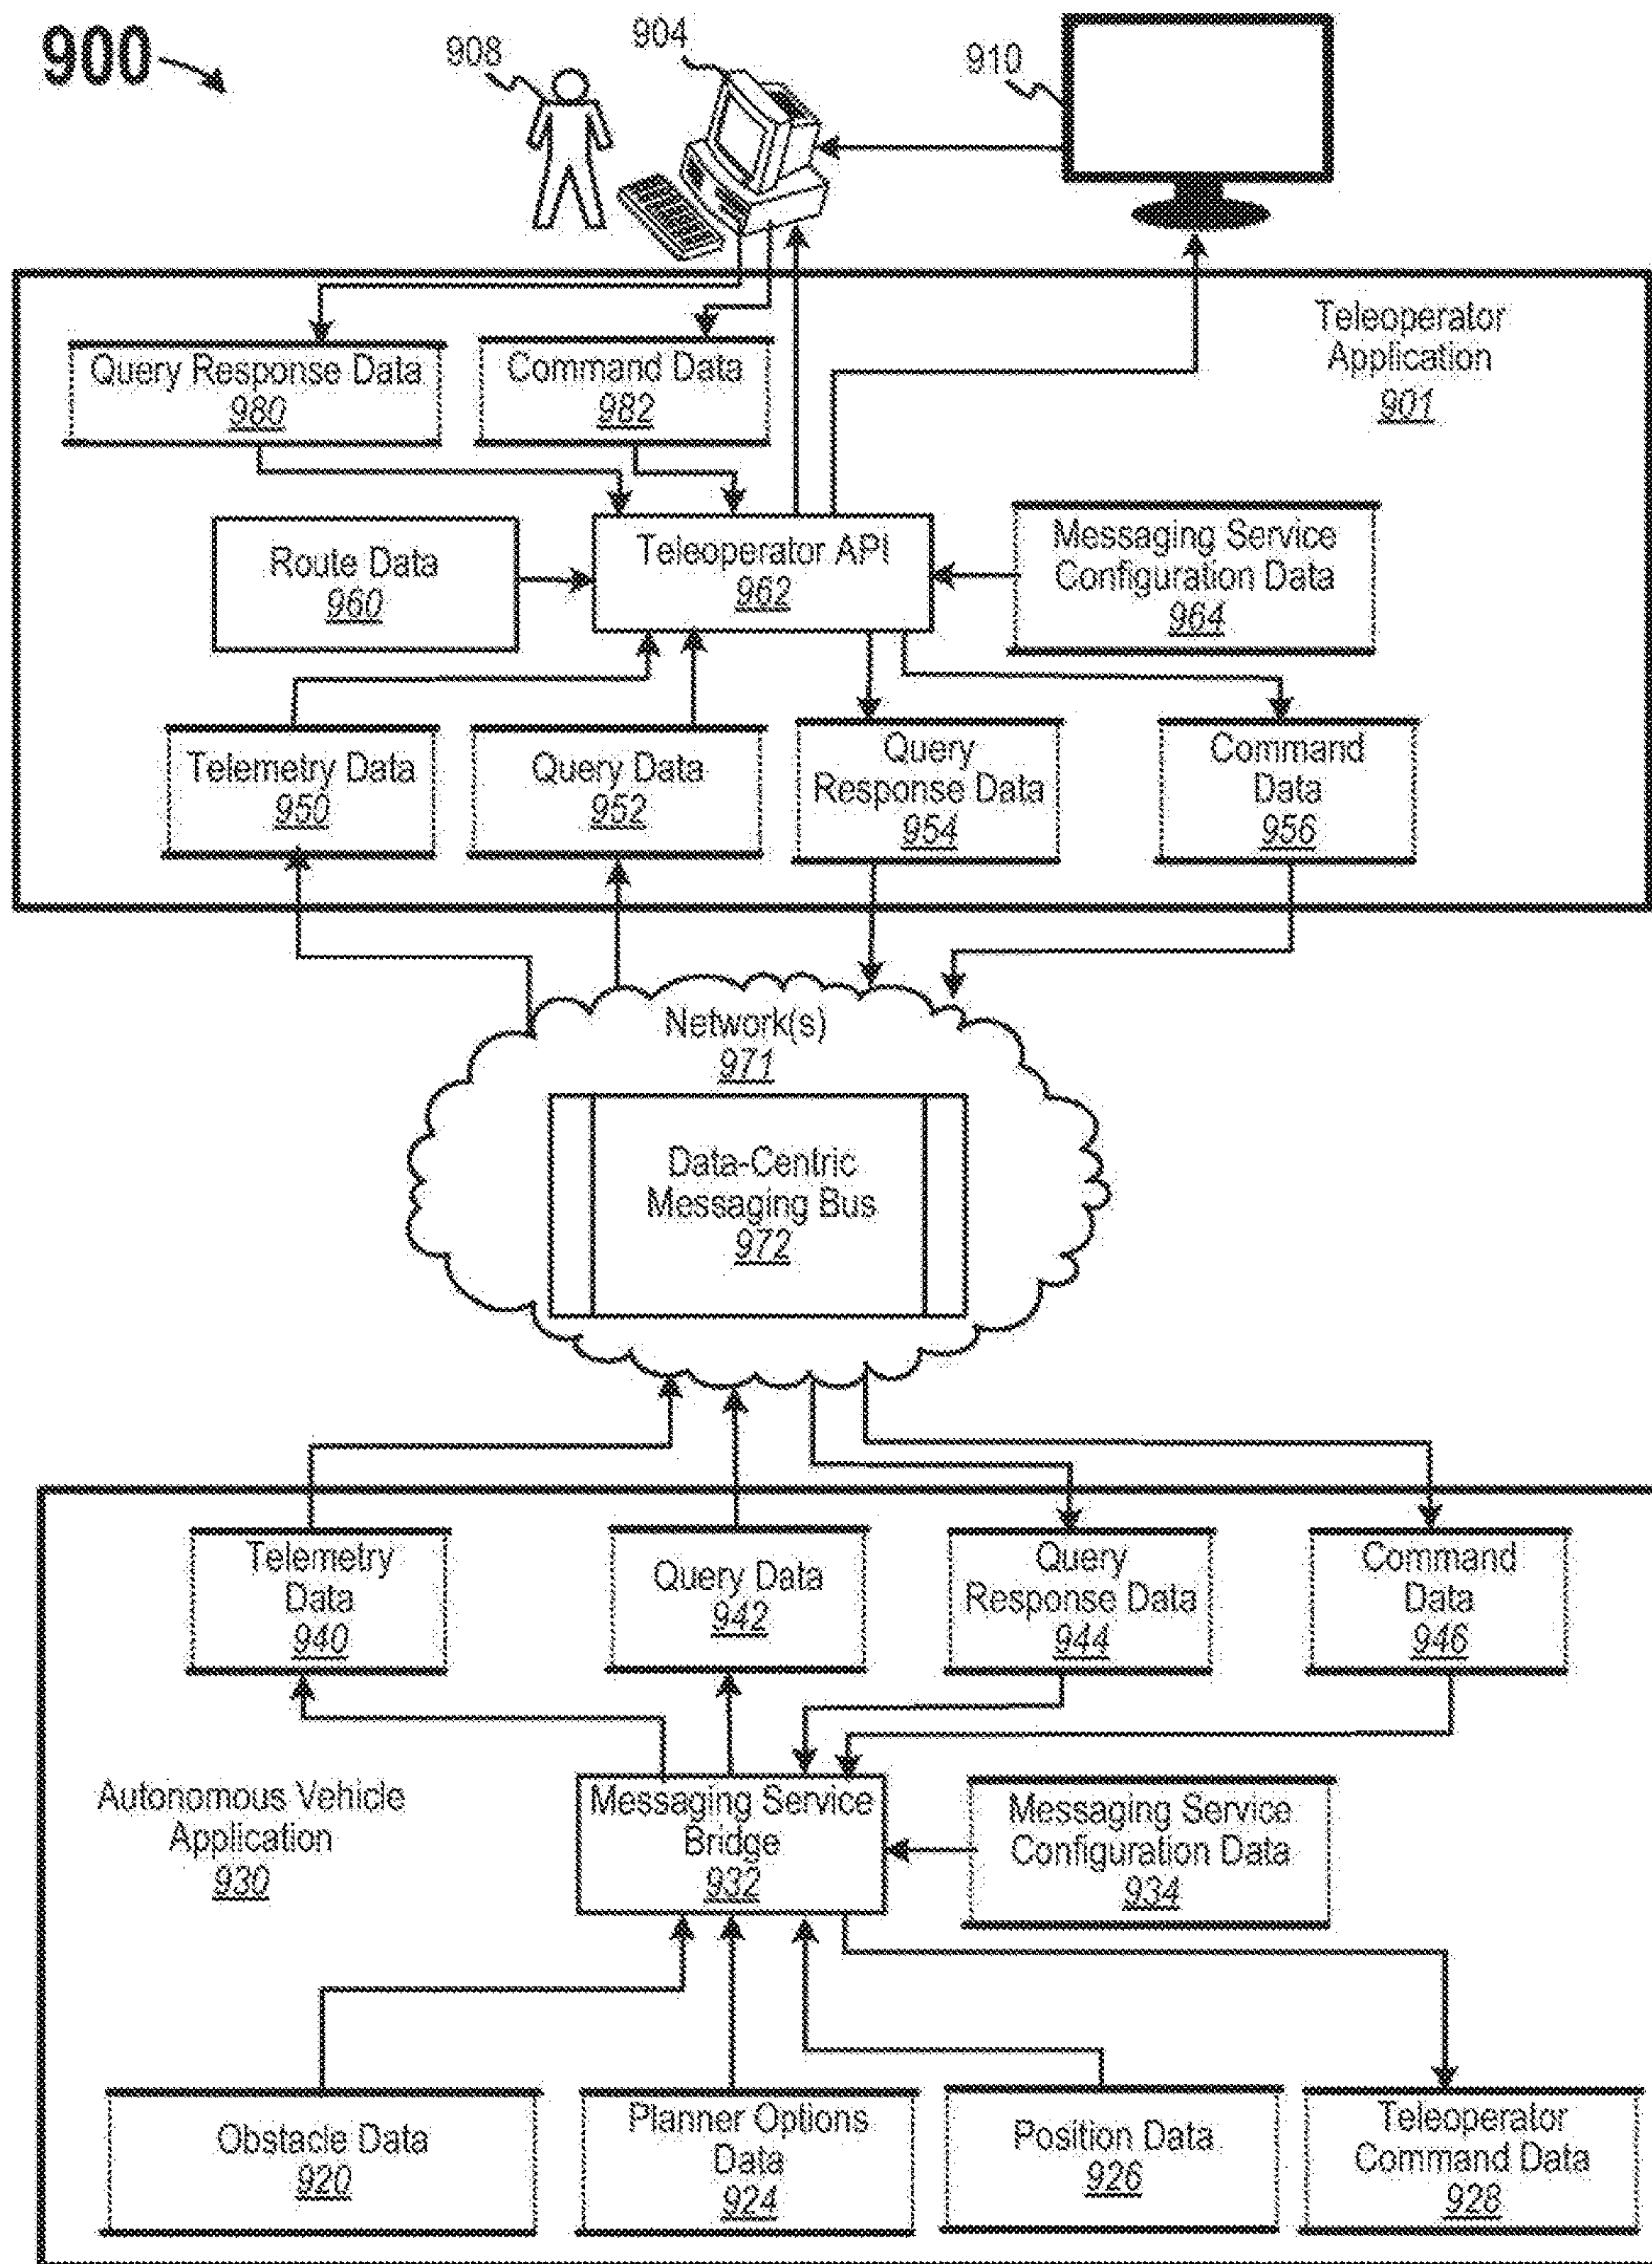 900
908
904
910
Teleoperator
Application
901
Query Response Data
980
Command Data
982
Route Data
960
Teleoperator API
962
Messaging Service
Configuration Data
964
Telemetry Data
950
Query Data
952
Query
Response Data
954
Command
Data
956
Network(s)
971
Data-Centric
Messaging Bus
972
Telemetry
Data
940
Query Data
942
Query
Response Data
944
Command
Data
946
Autonomous Vehicle
Application
930
Messaging Service
Bridge
932
Messaging Service
Configuration Data
934
Obstacle Data
920
Planner Options
Data
924
Position Data
926
Teleoperator
Command Data
928